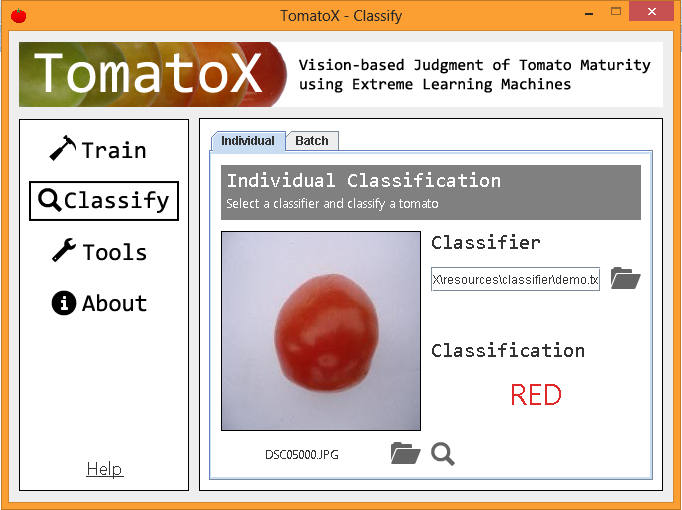 TomatoX - Classify
TomatoX
Vision-based Judgment of Tomato Maturity
using Extreme Learning Machines
Train
Classify
Tools
About
Help
Individual Batch
Individual Classification
Select a classifier and classify a tomato
Classifier
X\resources\classifier\demo.tx
Classification
RED
DSC05000.JPG